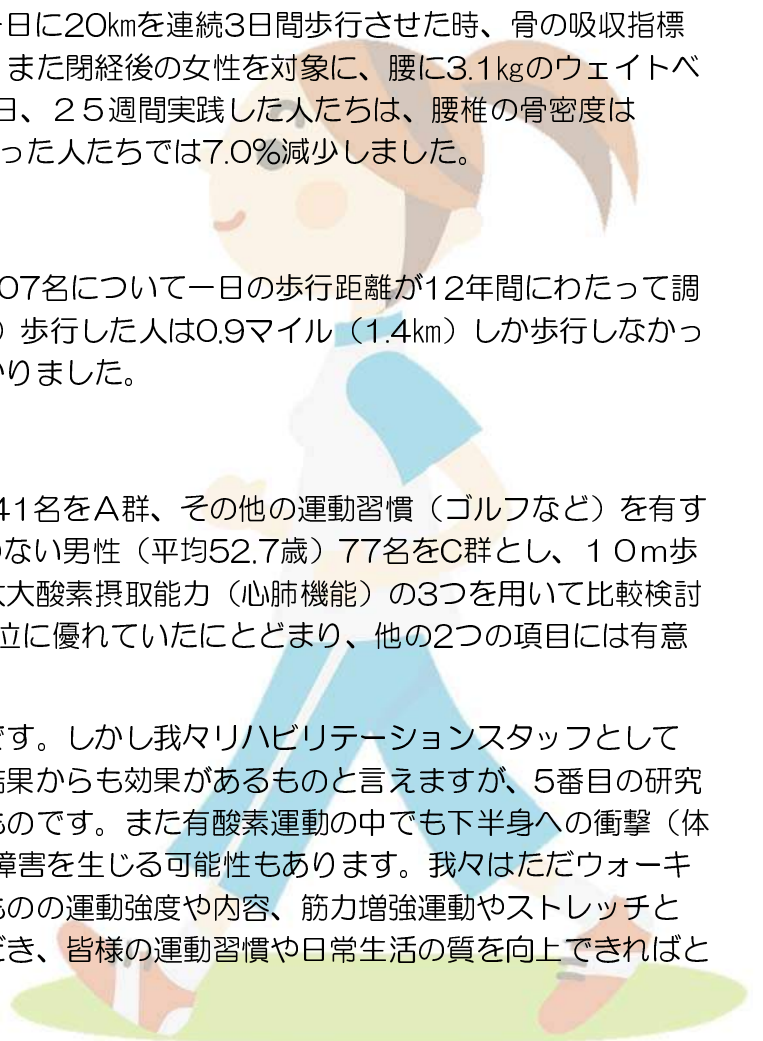 一日に20㎞を連続3日間歩行させた時、骨の吸収指標
また閉経後の女性を対象に、腰に3.1㎏のウェイトベ
日、２５週間実践した人たちは、腰椎の骨密度は
った人たちでは7.0％減少しました。
07名について一日の歩行距離が12年間にわたって調
）歩行した人は0.9マイル（1.4㎞）しか歩行しなかっ
かりました。
41名をA群、その他の運動習慣（ゴルフなど）を有す
のない男性（平均52.7歳）77名をC群とし、１０ｍ歩
大酸素摂取能力（心肺機能）の3つを用いて比較検討
位に優れていたにとどまり、他の2つの項目には有意
です。しかし我々リハビリテーションスタッフとして
結果からも効果があるものと言えますが、5番目の研究
ものです。また有酸素運動の中でも下半身への衝撃（体
障害を生じる可能性もあります。我々はただウォーキ
ものの運動強度や内容、筋力増強運動やストレッチと
だき、皆様の運動習慣や日常生活の質を向上できればと